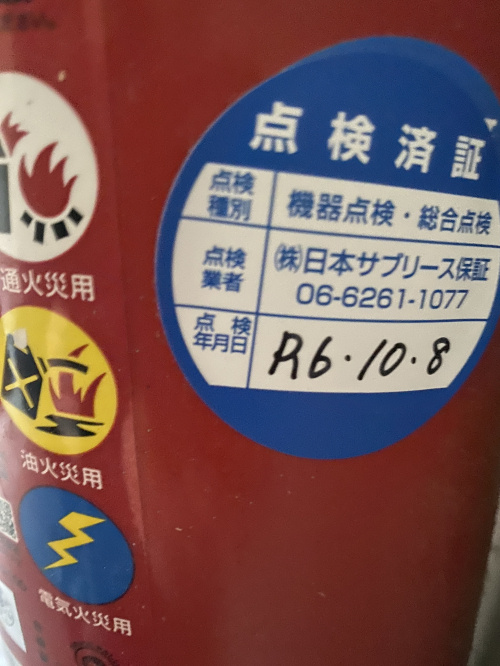 点検済証
点検種別
機器点検・総合点検
点検業者
㈱日本サブリース保証
06-6261-1077
点検年月日
R6・10・8
通火災用
油火災用
電気火災用